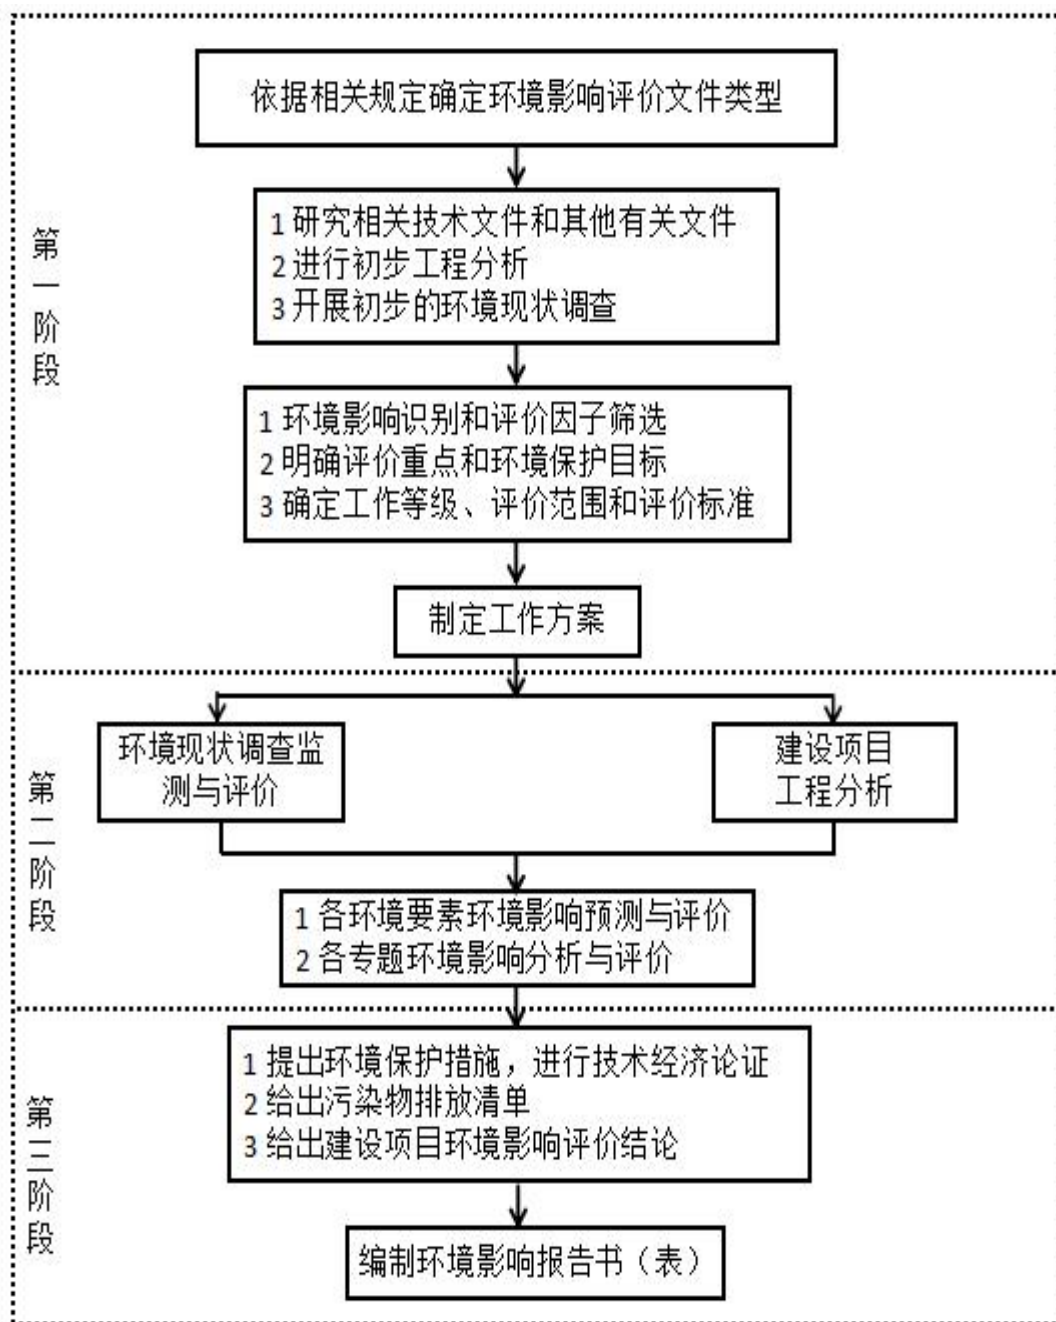 依据相关规定确定环境影响评价文件类型
第一阶段
1 研究相关技术文件和其他有关文件
2 进行初步工程分析
3 开展初步的环境现状调查
1 环境影响识别和评价因子筛选
2 明确评价重点和环境保护目标
3 确定工作等级、评价范围和评价标准
制定工作方案
第二阶段
环境现状调查监
测与评价
建设项目
工程分析
1 各环境要素环境影响预测与评价
2 各专题环境影响分析与评价
第三阶段
1 提出环境保护措施，进行技术经济论证
2 给出污染物排放清单
3 给出建设项目环境影响评价结论
编制环境影响报告书（表）